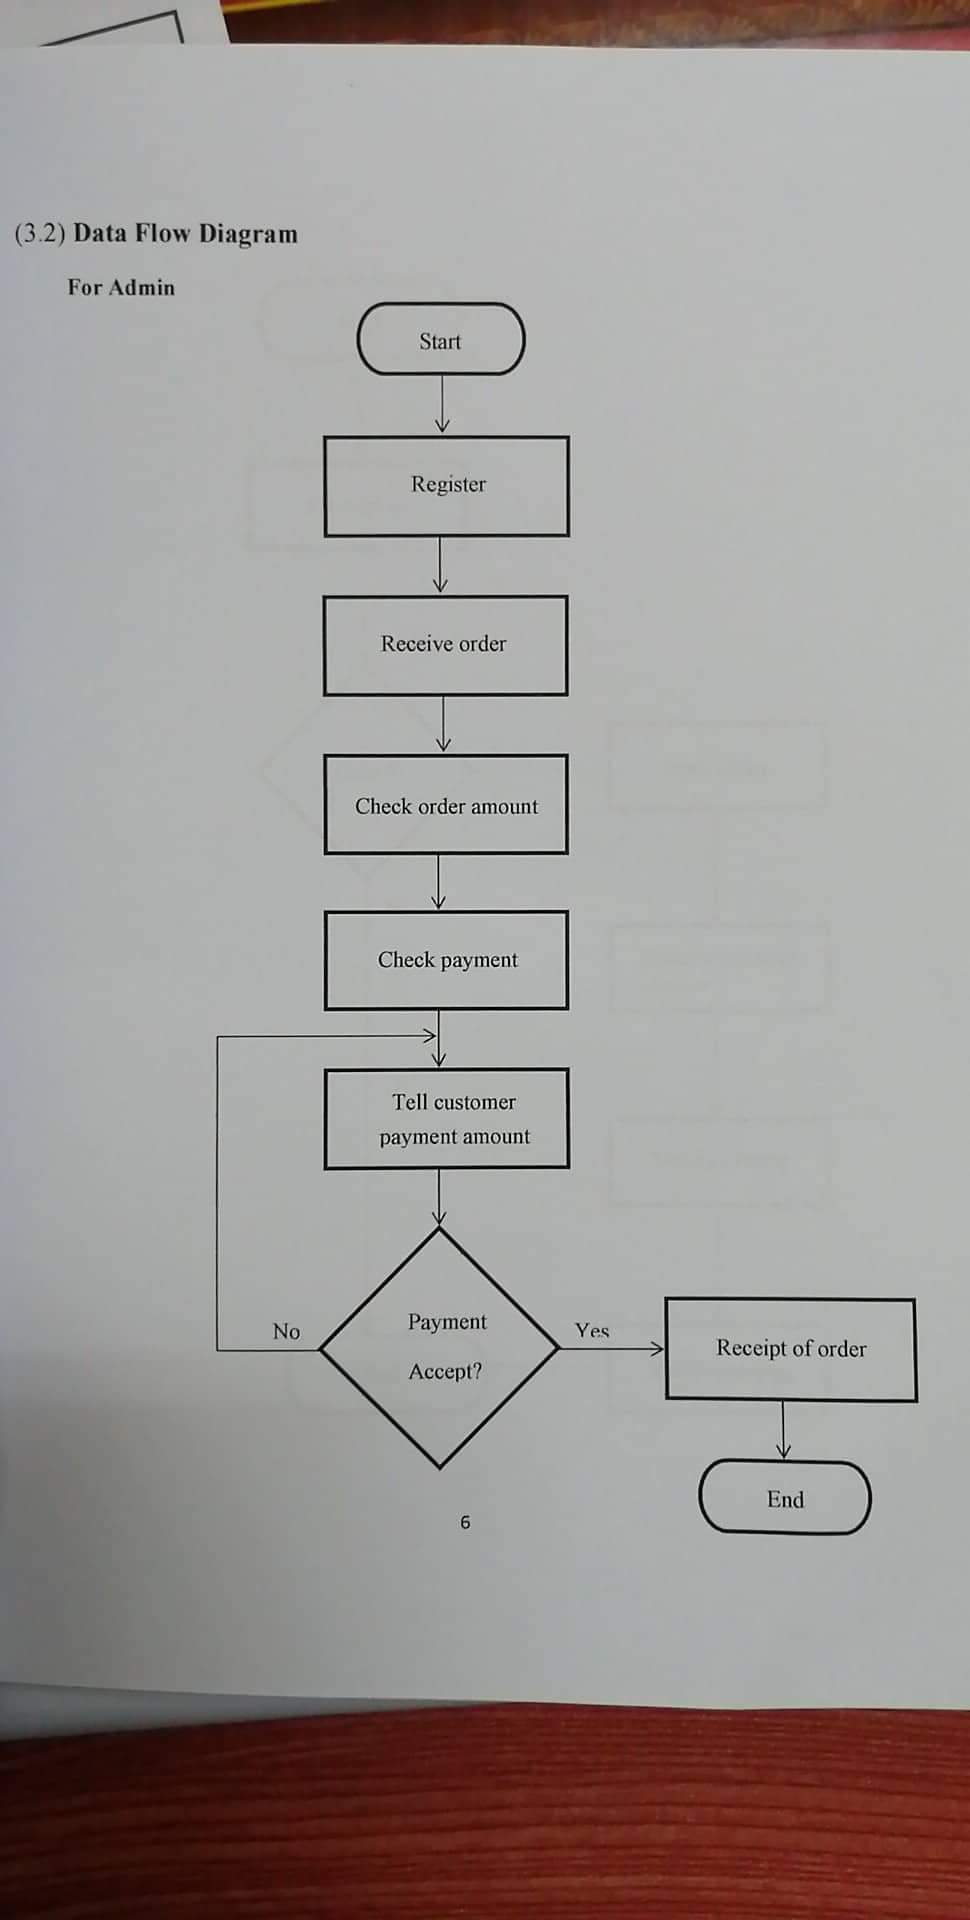 (3.2) Data Flow Diagram
For Admin
Start
Register
Receive order
Check order amount
Check payment
Tell customer
payment amount
Payment
Accept?
No
Yes
Receipt of order
End
6